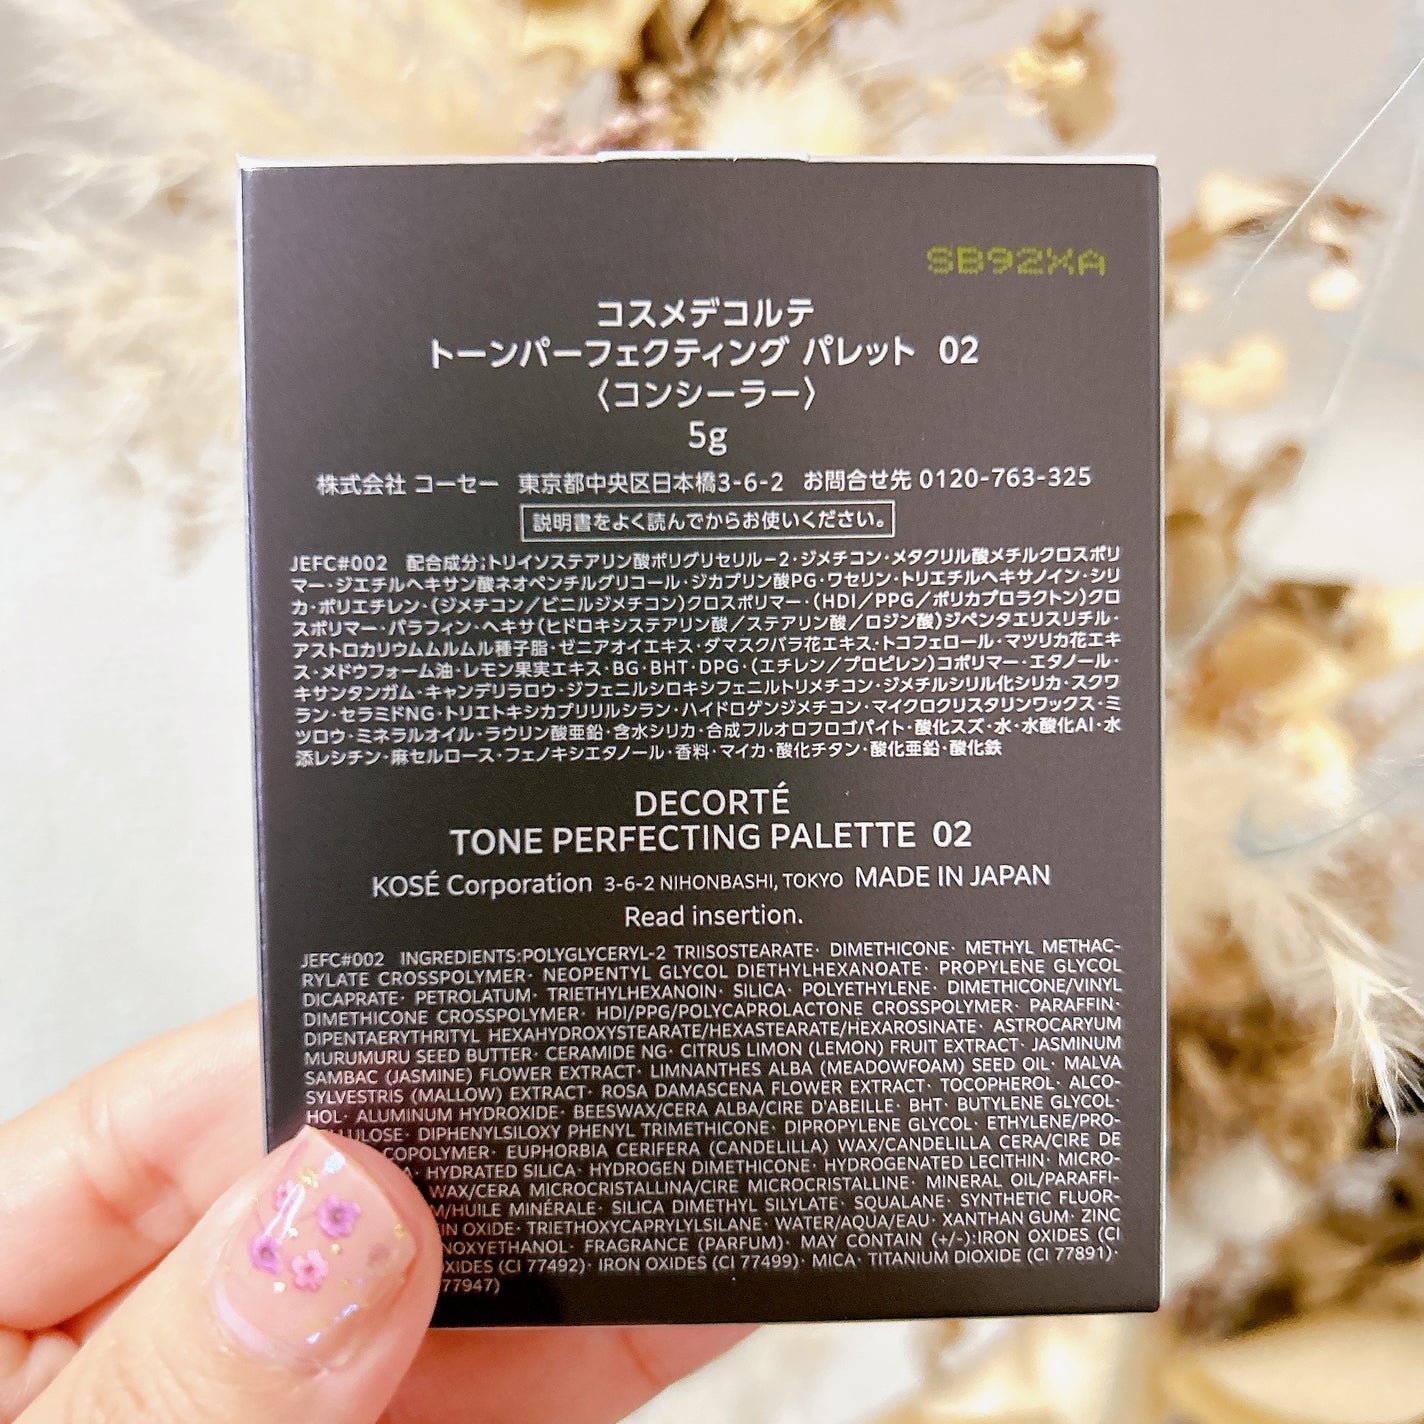 SB92XA
コスメデコルテ
トーンパーフェクティング パレット 02
〈コンシーラー〉
5g
株式会社 コーセー 東京都中央区日本橋3-6-2 お問合せ先 0120-763-325
説明書をよく読んでからお使いください。
JEFC#002 配合成分;トリイソステアリン酸ポリグリセリル-2・ジメチコン・メタクリル酸メチルクロスポリ
マー・ジエチルヘキサン酸ネオペンチルグリコール・ジカプリン酸PG・ワセリン・トリエチルヘキサノイン・シリ
カ・ポリエチレン・(ジメチコン/ビニルジメチコン)クロスポリマー・(HDI/PPG/ポリカプロラクトン)クロ
スポリマー・パラフィン・ヘキサ(ヒドロキシステアリン酸/ステアリン酸/ロジン酸)ジペンタエリスリチル・
アストロカリウムムルムル種子脂・ゼニアオイエキス・ダマスクバラ花エキス・トコフェロール・マツリカ花エキ
ス・メドウフォーム油・レモン果実エキス・BG・BHT・DPG・(エチレン/プロピレン)コポリマー・エタノール・
キサンタンガム・キャンデリラロウ・ジフェニルシロキシフェニルトリメチコン・ジメチルシリル化シリカ・スクワ
ラン・セラミドNG・トリエトキシカプリリルシラン・ハイドロゲンジメチコン・マイクロクリスタリンワックス・ミ
ツロウ・ミネラルオイル・ラウリン酸亜鉛・含水シリカ・合成フルオロフロゴパイト・酸化スズ・水・水酸化Al・水
添レシチン・麻セルロース・フェノキシエタノール・香料・マイカ・酸化チタン・酸化亜鉛・酸化鉄
DECORTÉ
TONE PERFECTING PALETTE 02
KOSÉ Corporation 3-6-2 NIHONBASHI, TOKYO MADE IN JAPAN
Read insertion.
JEFC#002 INGREDIENTS:POLYGLYCERYL-2 TRIISOSTEARATE· DIMETHICONE· METHYL METHAC-
RYLATE CROSSPOLYMER· NEOPENTYL GLYCOL DIETHYLHEXANOATE· PROPYLENE GLYCOL
DICAPRATE· PETROLATUM· TRIETHYLHEXANOIN· SILICA· POLYETHYLENE· DIMETHICONE/VINYL
DIMETHICONE CROSSPOLYMER· HDI/PPG/POLYCAPROLACTONE CROSSPOLYMER· PARAFFIN·
DIPENTAERYTHRITYL HEXAHYDROXYSTEARATE/HEXASTEARATE/HEXAROSINATE· ASTROCARYUM
MURUMURU SEED BUTTER· CERAMIDE NG· CITRUS LIMON (LEMON) FRUIT EXTRACT· JASMINUM
SAMBAC (JASMINE) FLOWER EXTRACT· LIMNANTHES ALBA (MEADOWFOAM) SEED OIL· MALVA
SYLVESTRIS (MALLOW) EXTRACT· ROSA DAMASCENA FLOWER EXTRACT· TOCOPHEROL· ALCO-
HOL· ALUMINUM HYDROXIDE· BEESWAX/CERA ALBA/CIRE D'ABEILLE· BHT· BUTYLENE GLYCOL·
LULOSE· DIPHENYLSILOXY PHENYL TRIMETHICONE· DIPROPYLENE GLYCOL· ETHYLENE/PRO-
COPOLYMER· EUPHORBIA CERIFERA (CANDELILLA) WAX/CANDELILLA CERA/CIRE DE
A· HYDRATED SILICA· HYDROGEN DIMETHICONE· HYDROGENATED LECITHIN· MICRO-
WAX/CERA MICROCRISTALLINA/CIRE MICROCRISTALLINE· MINERAL OIL/PARAFFI-
M/HUILE MINÉRALE· SILICA DIMETHYL SILYLATE· SQUALANE· SYNTHETIC FLUOR-
IN OXIDE· TRIETHOXYCAPRYLYLSILANE· WATER/AQUA/EAU· XANTHAN GUM· ZINC
NOXYETHANOL· FRAGRANCE (PARFUM)· MAY CONTAIN (+/-):IRON OXIDES (CI
XIDES (CI 77492)· IRON OXIDES (CI 77499)· MICA· TITANIUM DIOXIDE (CI 77891)·
77947)